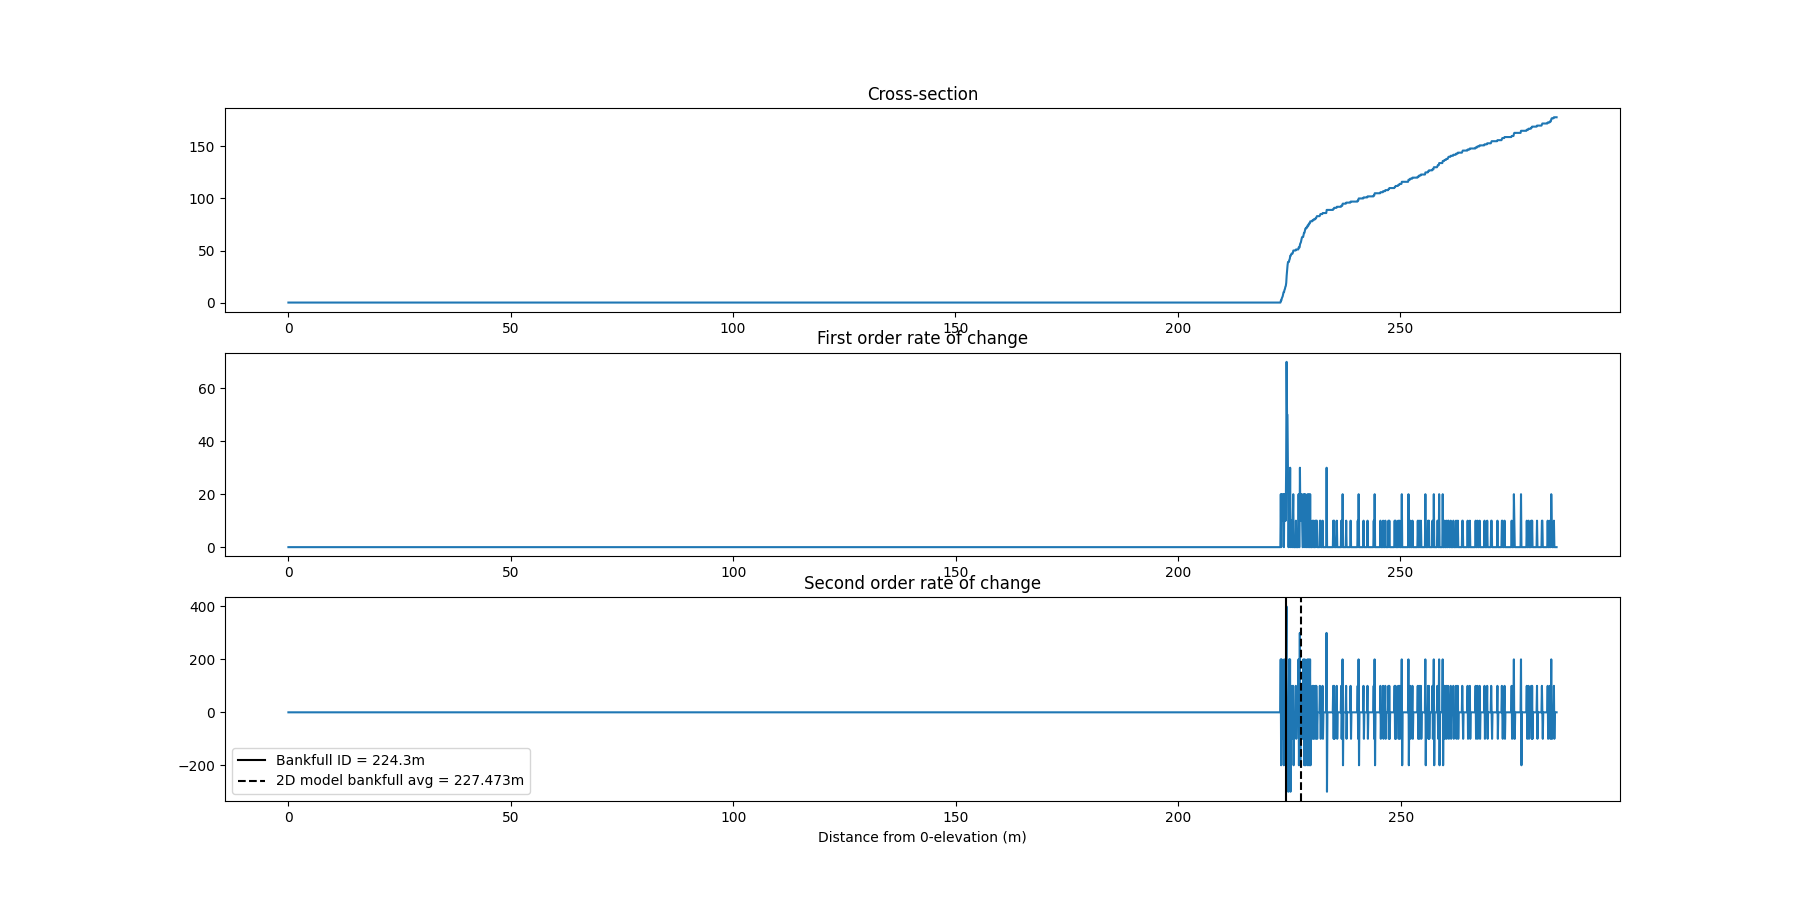 Cross-section
150
100
50
0
0 50 100 150 200 250
First order rate of change
60
40
20
0
0 50 100 150 200 250
Second order rate of change
400
200
0
−200
Bankfull ID = 224.3m
2D model bankfull avg = 227.473m
0 50 100 150 200 250
Distance from 0-elevation (m)